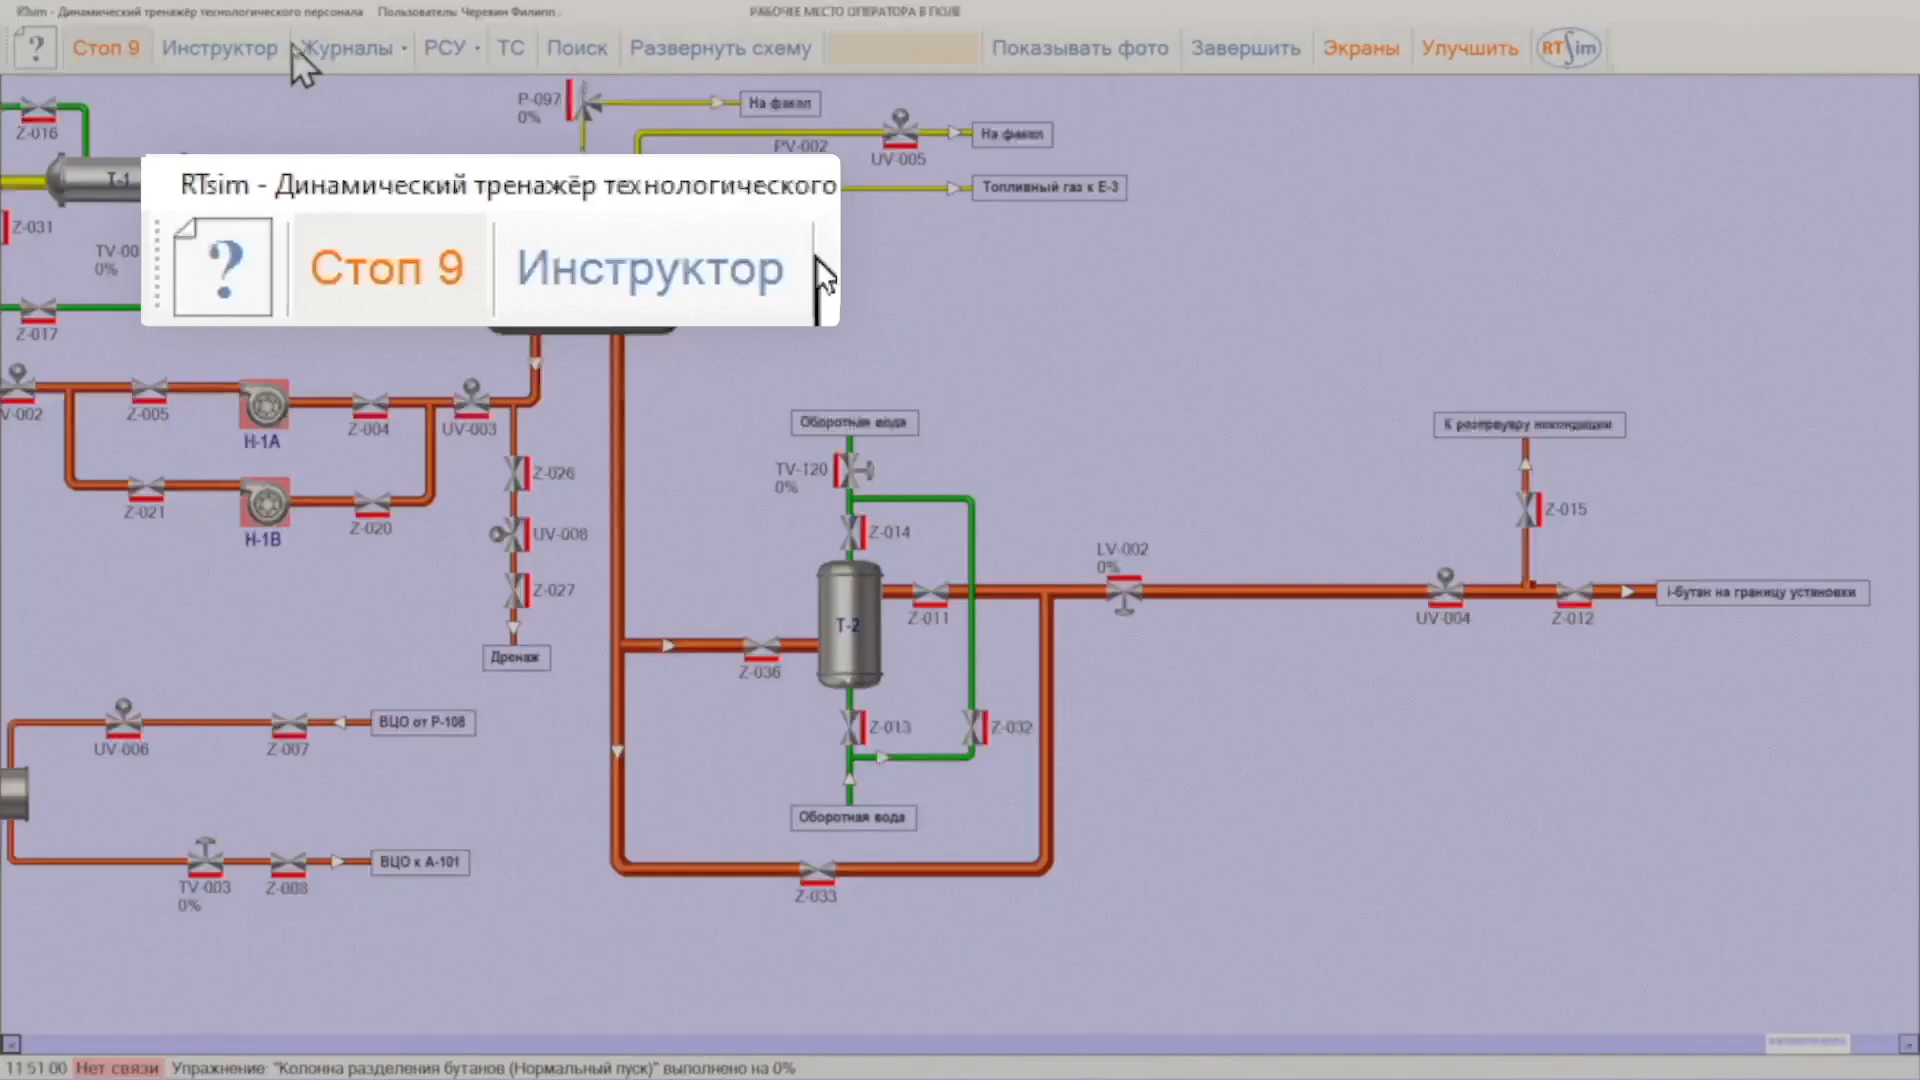 RTsim - Динамический тренажёр технологического персонала Пользователь: Черевин Филипп .
РАБОЧЕЕ МЕСТО ОПЕРАТОРА В ПОЛЕ
? Стоп 9 Инструктор Журналы РСУ ТС Поиск Развернуть схему Показывать фото Завершить Экраны Улучшить RTSim
P-097
0%
На факел
Z-016
PV-002
UV-005
На факел
T-1
RTsim - Динамический тренажёр технологического
Топливный газ к Е-3
Z-031
TV-00
0%
? Стоп 9 Инструктор
Z-017
V-002
Z-005
Н-1А
Z-004
UV-003
Оборотная вода
К резервуару некондиции
TV-120
0%
Z-026
Z-021
Н-1В
Z-020
UV-008
Z-014
Z-015
LV-002
0%
Z-027
T-2
Z-011
UV-004
Z-012
i-бутан на границу установки
Дренаж
Z-036
ВЦО от Р-108
UV-006
Z-007
Z-013
Z-032
Оборотная вода
ВЦО к А-101
TV-003
0%
Z-008
Z-033
11 51 00 Нет связи Упражнение: "Колонна разделения бутанов (Нормальный пуск)" выполнено на 0%